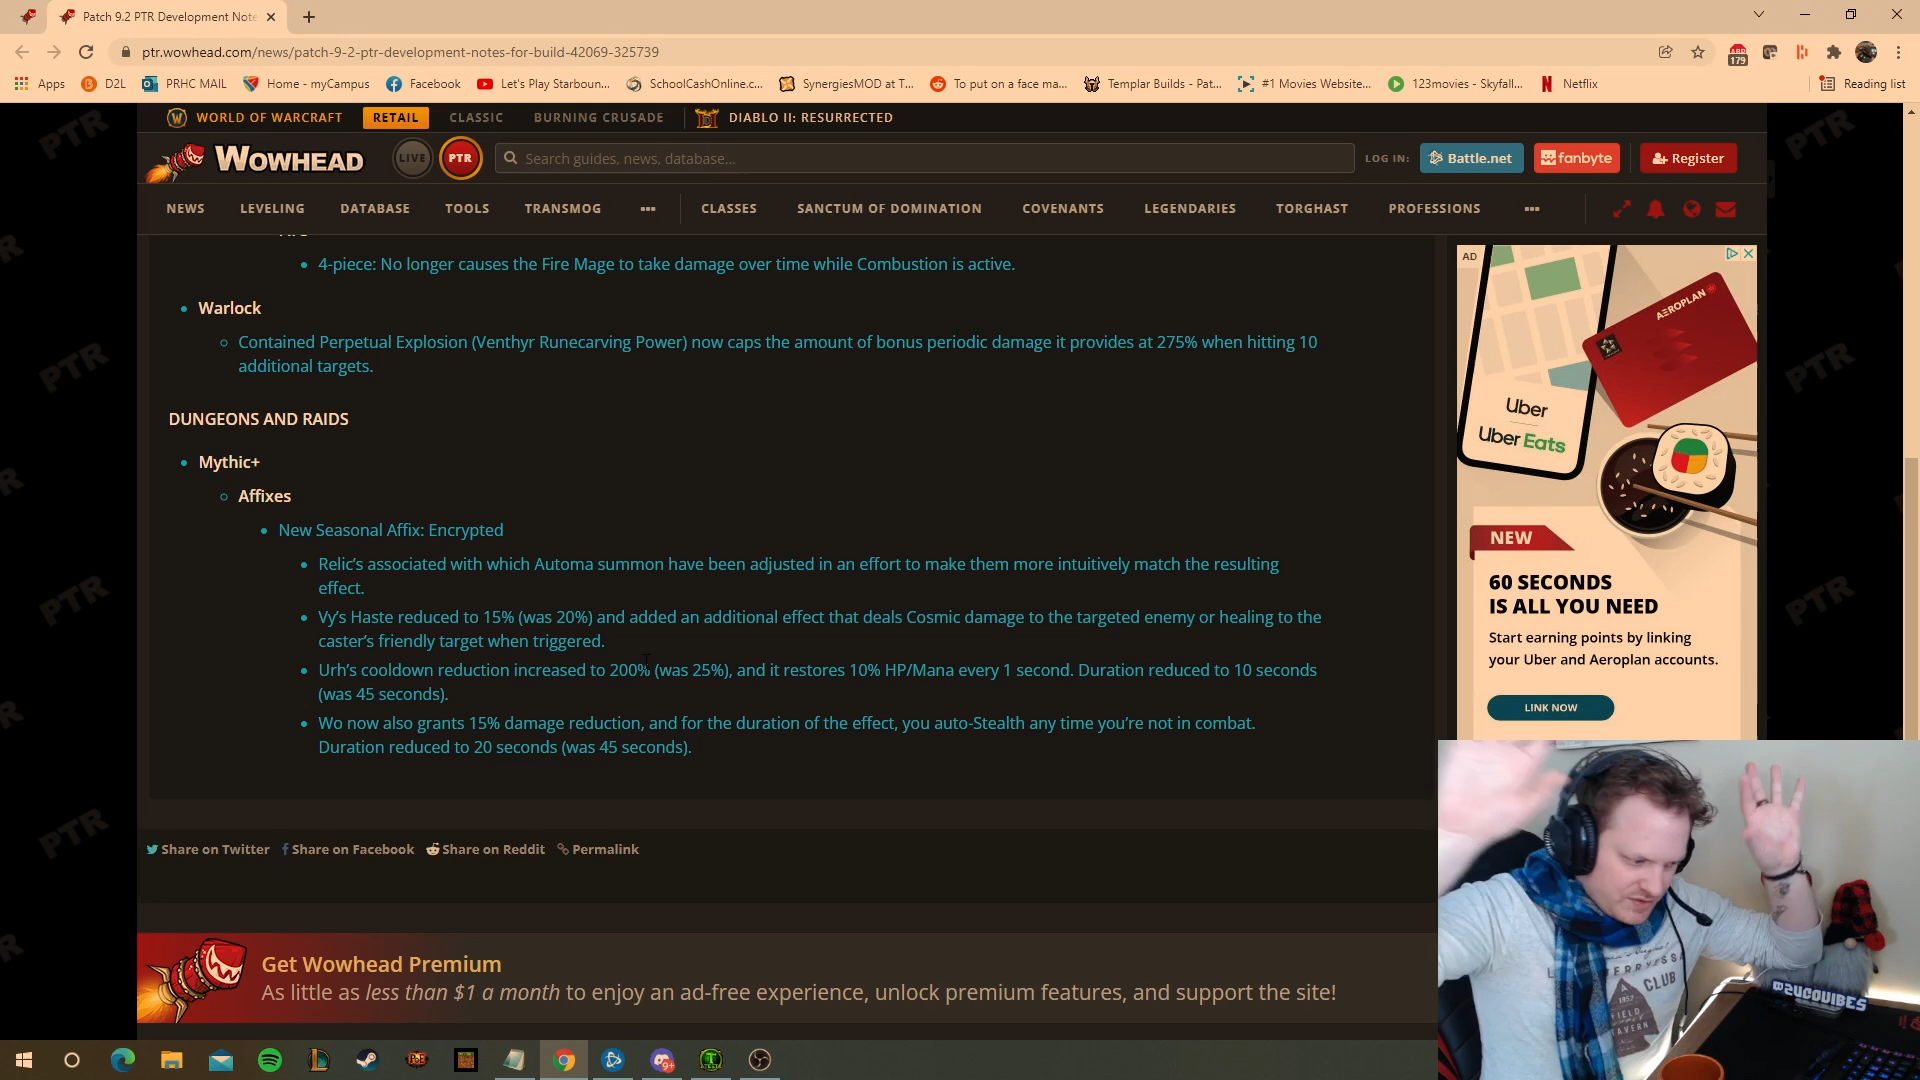 Patch 9.2 PTR Development Note
ptr.wowhead.com/news/patch-9-2-ptr-development-notes-for-build-42069-325739
179
Apps
D2L
PRHC MAIL
Home - myCampus
Facebook
Let's Play Starboun...
SchoolCashOnline.c...
SynergiesMOD at T...
To put on a face ma...
Templar Builds - Pat...
#1 Movies Website...
123movies - Skyfall...
Netflix
Reading list
WORLD OF WARCRAFT
RETAIL
CLASSIC
BURNING CRUSADE
DIABLO II: RESURRECTED
WOWHEAD
LIVE
PTR
Search guides, news, database...
LOG IN:
Battle.net
fanbyte
Register
NEWS
LEVELING
DATABASE
TOOLS
TRANSMOG
CLASSES
SANCTUM OF DOMINATION
COVENANTS
LEGENDARIES
TORGHAST
PROFESSIONS
4-piece: No longer causes the Fire Mage to take damage over time while Combustion is active.
Warlock
Contained Perpetual Explosion (Venthyr Runecarving Power) now caps the amount of bonus periodic damage it provides at 275% when hitting 10
additional targets.
DUNGEONS AND RAIDS
Mythic+
Affixes
New Seasonal Affix: Encrypted
Relic's associated with which Automa summon have been adjusted in an effort to make them more intuitively match the resulting
effect.
Vy's Haste reduced to 15% (was 20%) and added an additional effect that deals Cosmic damage to the targeted enemy or healing to the
caster's friendly target when triggered.
Urh's cooldown reduction increased to 200% (was 25%), and it restores 10% HP/Mana every 1 second. Duration reduced to 10 seconds
(was 45 seconds).
Wo now also grants 15% damage reduction, and for the duration of the effect, you auto-Stealth any time you're not in combat.
Duration reduced to 20 seconds (was 45 seconds).
AD
AEROPLAN
Uber
Uber Eats
NEW
60 SECONDS
IS ALL YOU NEED
Start earning points by linking
your Uber and Aeroplan accounts.
LINK NOW
Share on Twitter
Share on Facebook
Share on Reddit
Permalink
Get Wowhead Premium
As little as less than $1 a month to enjoy an ad-free experience, unlock premium features, and support the site!
CLUB
1957
FIELD
TAVERN
PTR
PTR
PTR
PTR
PTR
PTR
PTR
9+